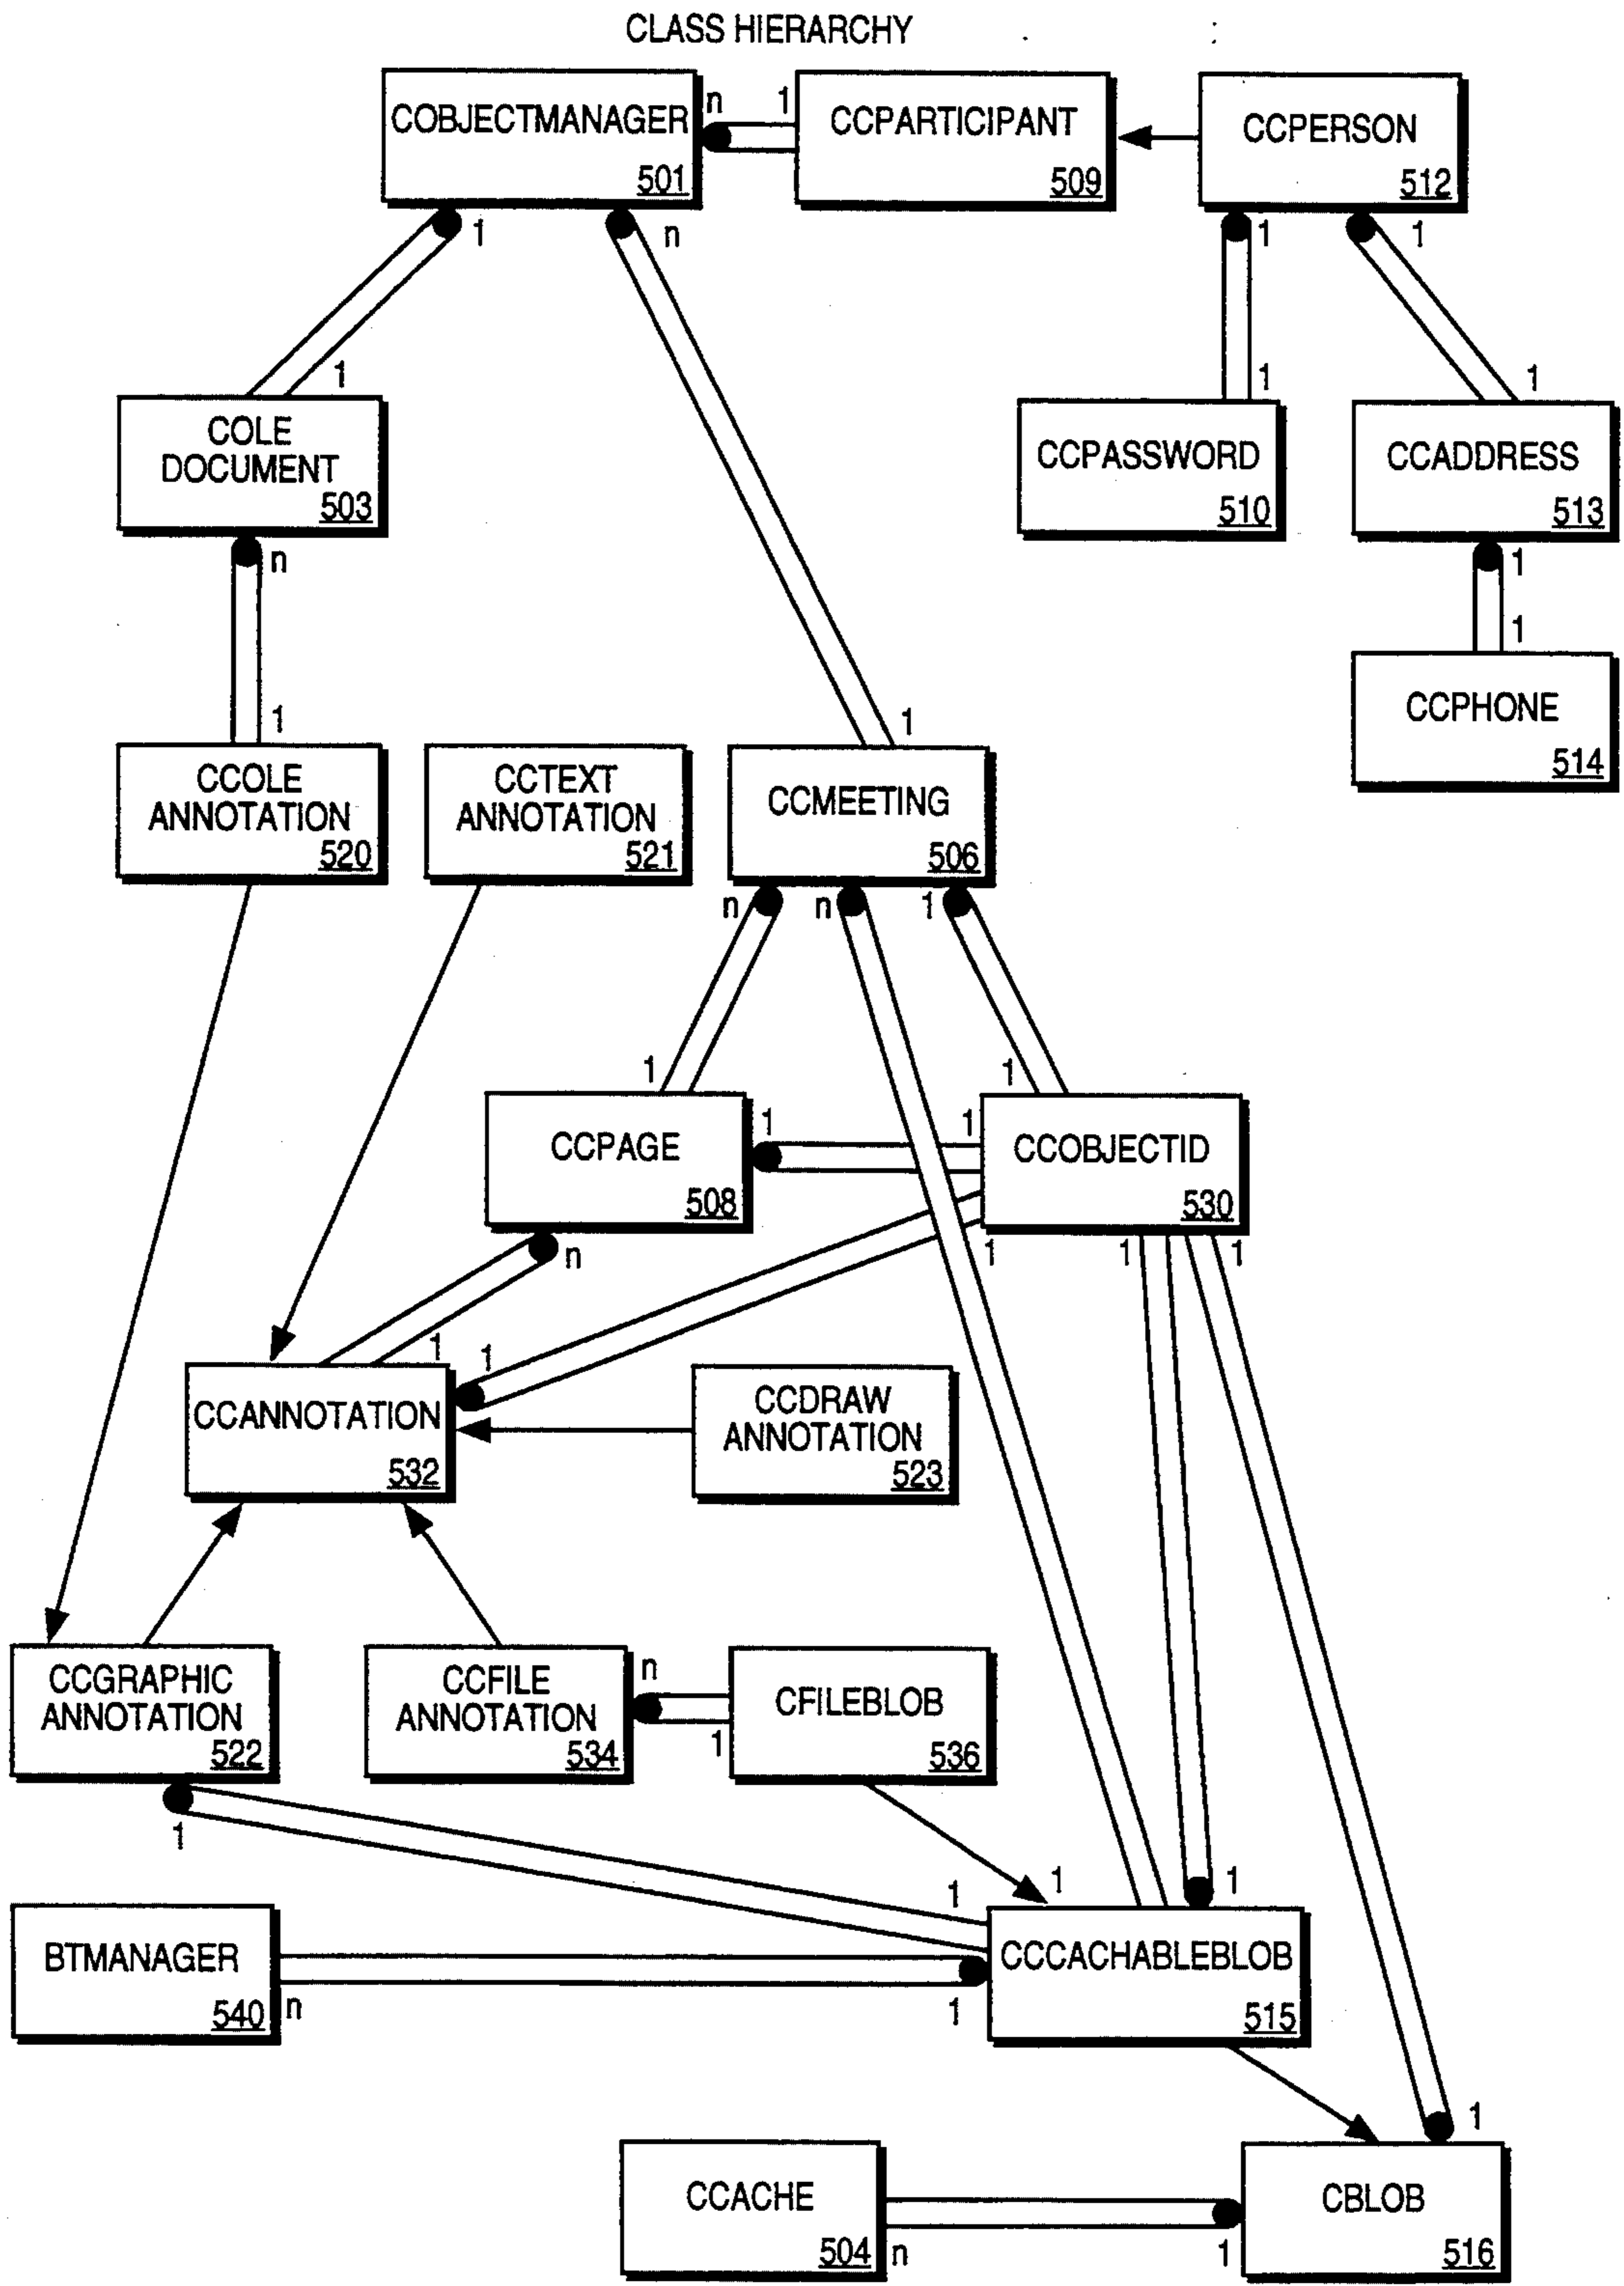 CLASS HIERARCHY
COBJECTMANAGER
501
n
1
CCPARTICIPANT
509
CCPERSON
512
1
n
1
1
1
1
1
COLE
DOCUMENT
503
CCPASSWORD
510
CCADDRESS
513
n
1
1
1
1
CCPHONE
514
CCOLE
ANNOTATION
520
CCTEXT
ANNOTATION
521
CCMEETING
506
n
n
1
1
1
CCPAGE
508
1
1
CCOBJECTID
530
n
1
1
1
1
1
CCANNOTATION
532
CCDRAW
ANNOTATION
523
CCGRAPHIC
ANNOTATION
522
CCFILE
ANNOTATION
534
n
1
CFILEBLOB
536
1
1
1
1
BTMANAGER
540
n
1
CCCACHABLEBLOB
515
1
CCACHE
504
n
1
CBLOB
516